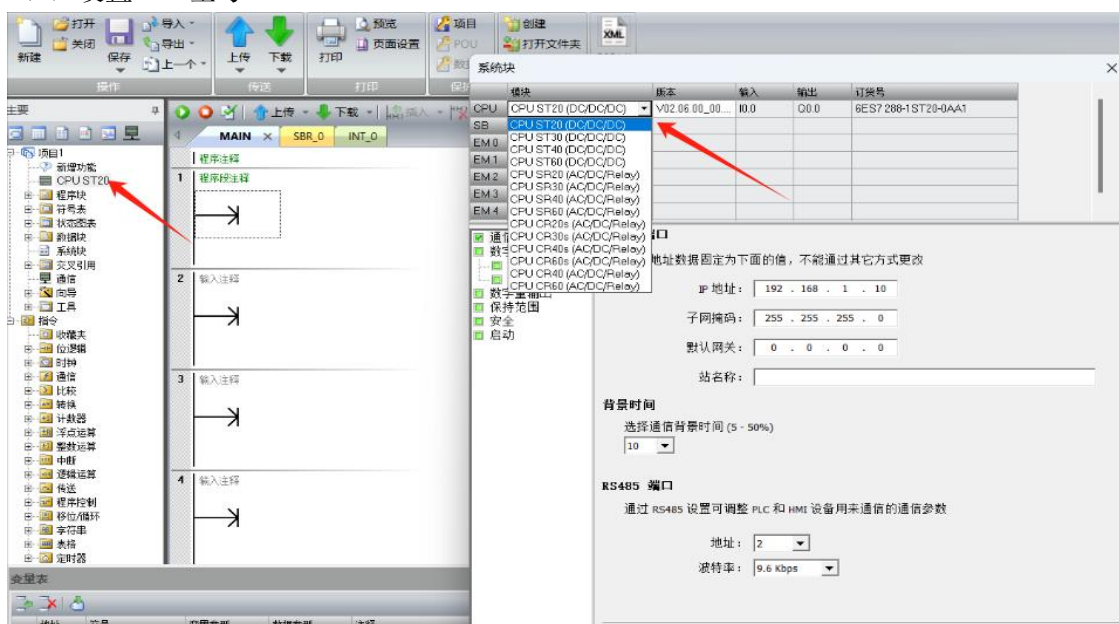 打开
导入
预览
项目
创建
XML
关闭
导出
页面设置
POU
打开文件夹
新建
保存
上一个
上传
下载
打印
操作
传送
打印
主要
上传
下载
插入
MAIN
SBR_0
INT_0
项目1
新增功能
CPU ST20
程序块
符号表
状态图表
数据块
系统块
交叉引用
通信
向导
工具
指令
收藏夹
位逻辑
时钟
通信
比较
转换
计数器
浮点运算
整数运算
中断
逻辑运算
传送
程序控制
移位/循环
字符串
表格
定时器
程序注释
1 程序段注释
2 输入注释
3 输入注释
4 输入注释
变量表
系统块
模块 版本 输入 输出 订货号
CPU CPU ST20 (DC/DC/DC) V02.06.00_00... I0.0 Q0.0 6ES7 288-1ST20-0AA1
SB CPU ST20 (DC/DC/DC)
CPU ST30 (DC/DC/DC)
EM 0 CPU ST40 (DC/DC/DC)
EM 1 CPU ST60 (DC/DC/DC)
EM 2 CPU SR20 (AC/DC/Relay)
CPU SR30 (AC/DC/Relay)
EM 3 CPU SR40 (AC/DC/Relay)
EM 4 CPU SR60 (AC/DC/Relay)
CPU CR20s (AC/DC/Relay)
CPU CR30s (AC/DC/Relay)
CPU CR40s (AC/DC/Relay)
CPU CR60s (AC/DC/Relay)
CPU CR40 (AC/DC/Relay)
CPU CR60 (AC/DC/Relay)
数字量输出
保持范围
安全
启动
地址数据固定为下面的值，不能通过其它方式更改
IP 地址： 192 . 168 . 1 . 10
子网掩码： 255 . 255 . 255 . 0
默认网关： 0 . 0 . 0 . 0
站名称：
背景时间
选择通信背景时间 (5 - 50%)
10
RS485 端口
通过 RS485 设置可调整 PLC 和 HMI 设备用来通信的通信参数
地址： 2
波特率： 9.6 Kbps